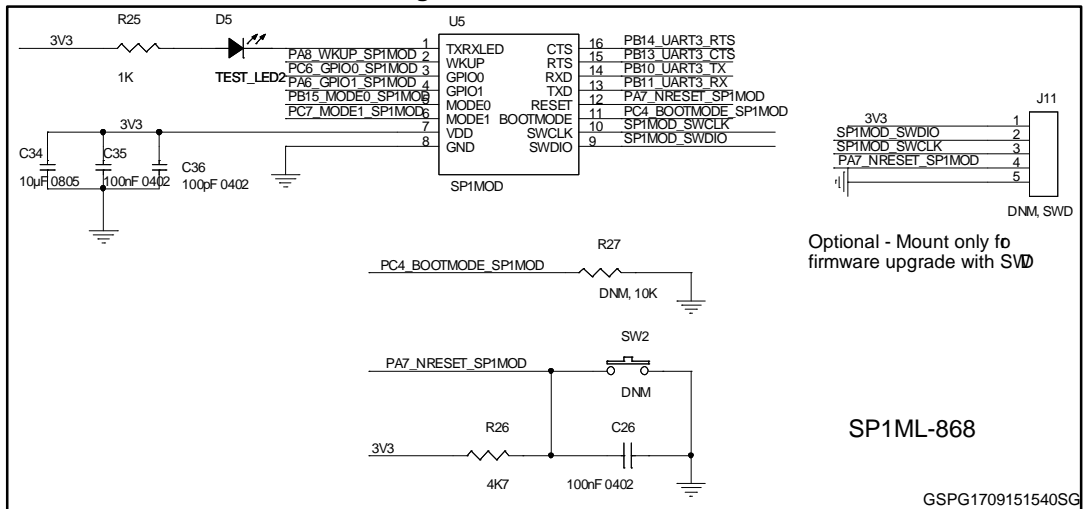 R25
D5
U5
3V3
1K
TEST_LED2
1 TXRXLED
PA8_WKUP_SP1MOD 2 WKUP
PC6_GPIO0_SP1MOD 3 GPIO0
PA6_GPIO1_SP1MOD 4 GPIO1
PB15_MODE0_SP1MOD 5 MODE0
PC7_MODE1_SP1MOD 6 MODE1
7 VDD
8 GND
CTS 16 PB14_UART3_RTS
RTS 15 PB13_UART3_CTS
RXD 14 PB10_UART3_TX
TXD 13 PB11_UART3_RX
RESET 12 PA7_NRESET_SP1MOD
BOOTMODE 11 PC4_BOOTMODE_SP1MOD
SWCLK 10 SP1MOD_SWCLK
SWDIO 9 SP1MOD_SWDIO
SP1MOD
3V3
C34
10µF 0805
C35
100nF 0402
C36
100pF 0402
J11
3V3 1
SP1MOD_SWDIO 2
SP1MOD_SWCLK 3
PA7_NRESET_SP1MOD 4
5
DNM, SWD
Optional - Mount only for
firmware upgrade with SWD
R27
PC4_BOOTMODE_SP1MOD
DNM, 10K
SW2
PA7_NRESET_SP1MOD
DNM
R26
C26
3V3
4K7
100nF 0402
SP1ML-868
GSPG1709151540SG